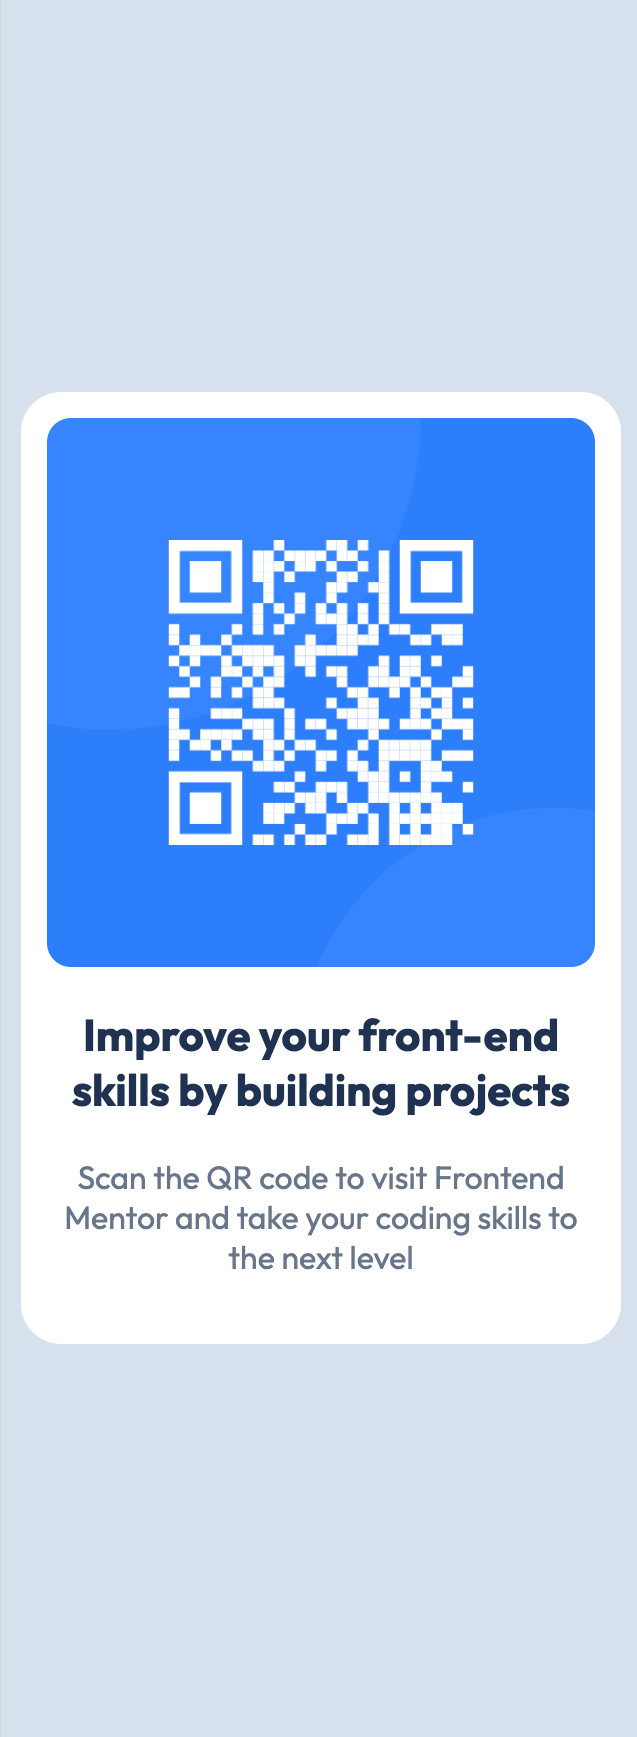 Improve your front-end
skills by building projects
Scan the QR code to visit Frontend
Mentor and take your coding skills to
the next level